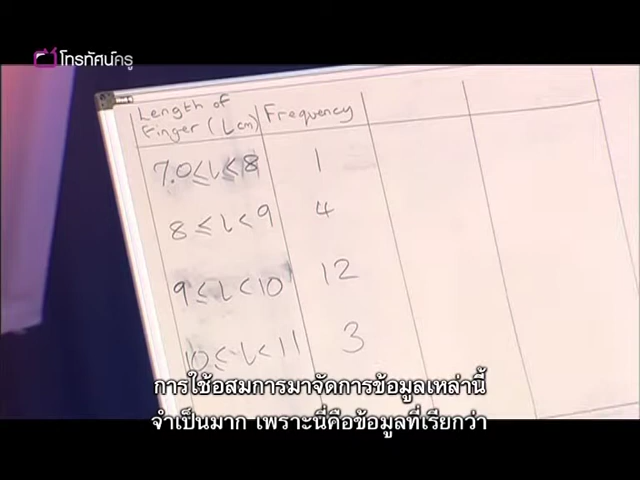 โทรทัศน์ครู
Length of Finger (L cm) Frequency
7.0 ≤ L < 8 1
8 ≤ L < 9 4
9 ≤ L < 10 12
10 ≤ L < 11 3
การใช้อสมการมาจัดการข้อมูลเหล่านี้
จำเป็นมาก เพราะนี่คือข้อมูลที่เรียกว่า